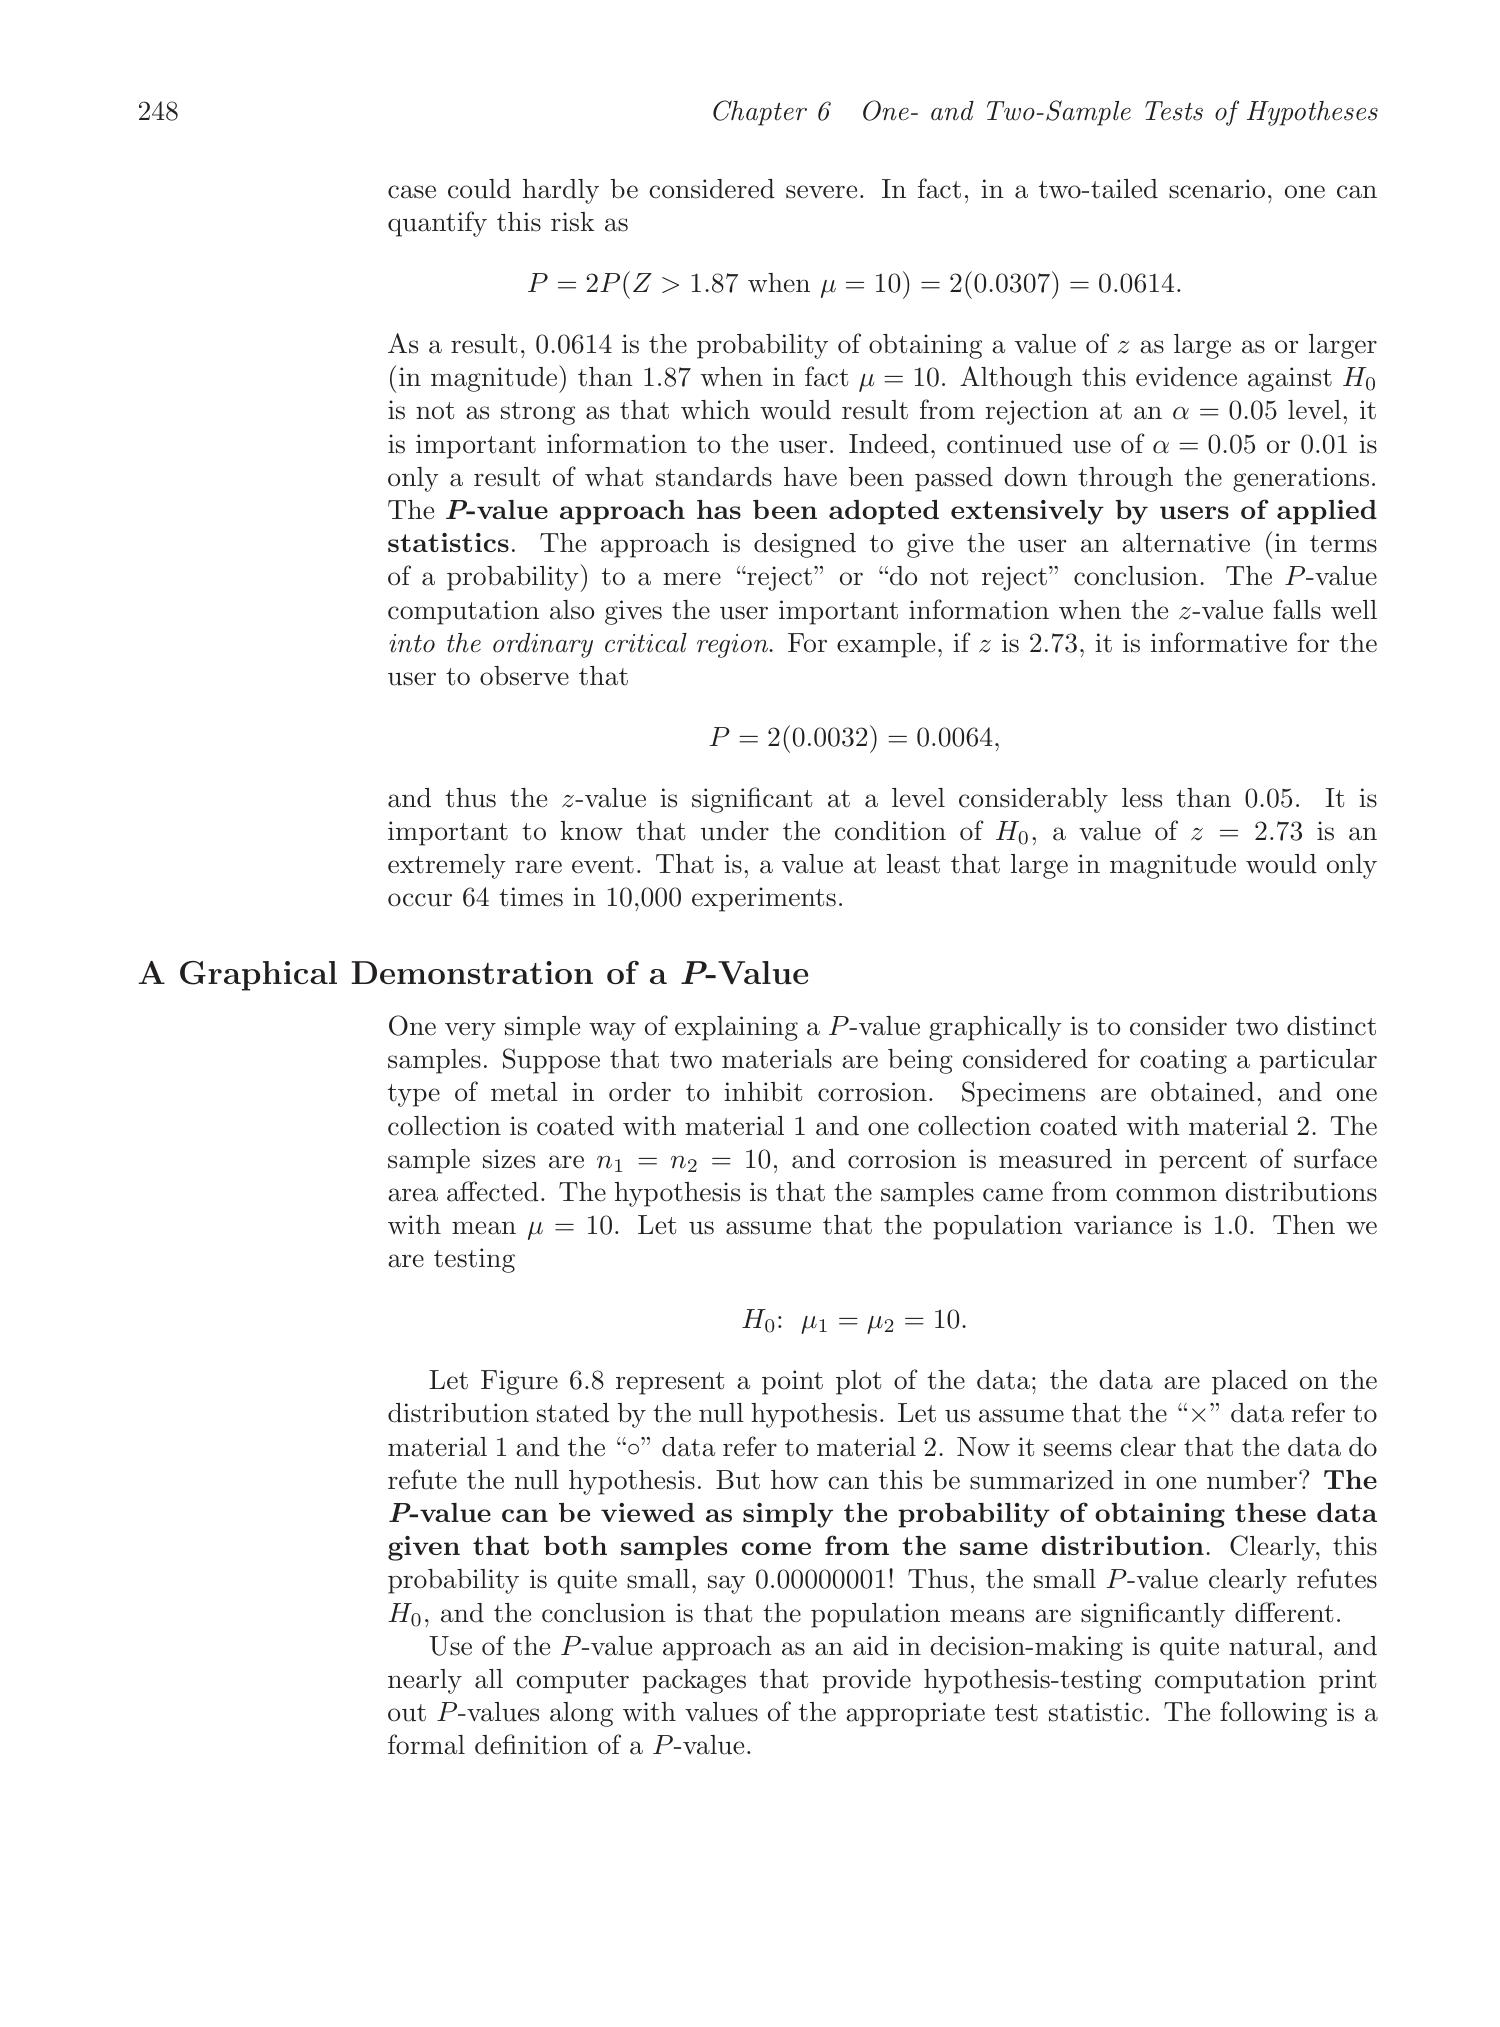 248 Chapter 6 One- and Two-Sample Tests of Hypotheses
case could hardly be considered severe. In fact, in a two-tailed scenario, one can
quantify this risk as
P = 2P(Z > 1.87 when μ = 10) = 2(0.0307) = 0.0614.
As a result, 0.0614 is the probability of obtaining a value of z as large as or larger
(in magnitude) than 1.87 when in fact μ = 10. Although this evidence against H₀
is not as strong as that which would result from rejection at an α = 0.05 level, it
is important information to the user. Indeed, continued use of α = 0.05 or 0.01 is
only a result of what standards have been passed down through the generations.
The P-value approach has been adopted extensively by users of applied
statistics. The approach is designed to give the user an alternative (in terms
of a probability) to a mere “reject” or “do not reject” conclusion. The P-value
computation also gives the user important information when the z-value falls well
into the ordinary critical region. For example, if z is 2.73, it is informative for the
user to observe that
P = 2(0.0032) = 0.0064,
and thus the z-value is significant at a level considerably less than 0.05. It is
important to know that under the condition of H₀, a value of z = 2.73 is an
extremely rare event. That is, a value at least that large in magnitude would only
occur 64 times in 10,000 experiments.
A Graphical Demonstration of a P-Value
One very simple way of explaining a P-value graphically is to consider two distinct
samples. Suppose that two materials are being considered for coating a particular
type of metal in order to inhibit corrosion. Specimens are obtained, and one
collection is coated with material 1 and one collection coated with material 2. The
sample sizes are n₁ = n₂ = 10, and corrosion is measured in percent of surface
area affected. The hypothesis is that the samples came from common distributions
with mean μ = 10. Let us assume that the population variance is 1.0. Then we
are testing
H₀: μ₁ = μ₂ = 10.
Let Figure 6.8 represent a point plot of the data; the data are placed on the
distribution stated by the null hypothesis. Let us assume that the “×” data refer to
material 1 and the “◦” data refer to material 2. Now it seems clear that the data do
refute the null hypothesis. But how can this be summarized in one number? The
P-value can be viewed as simply the probability of obtaining these data
given that both samples come from the same distribution. Clearly, this
probability is quite small, say 0.00000001! Thus, the small P-value clearly refutes
H₀, and the conclusion is that the population means are significantly different.
Use of the P-value approach as an aid in decision-making is quite natural, and
nearly all computer packages that provide hypothesis-testing computation print
out P-values along with values of the appropriate test statistic. The following is a
formal definition of a P-value.